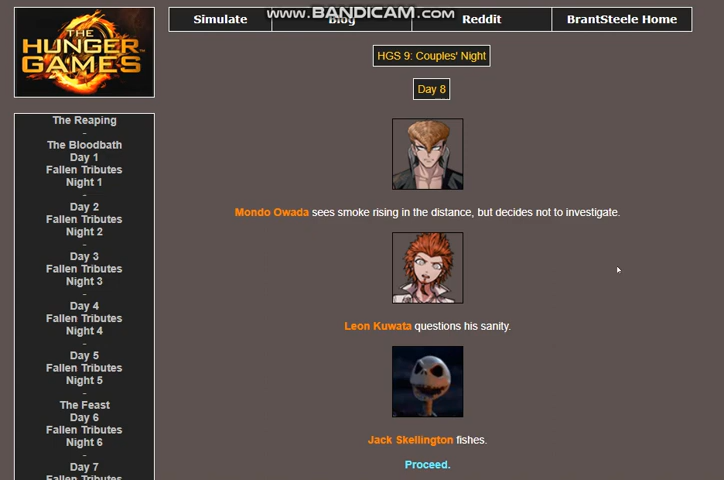 www.BANDICAM.com
Simulate
Blog
Reddit
BrantSteele Home
THE
HUNGER
GAMES
HGS 9: Couples' Night
Day 8
The Reaping
-
The Bloodbath
Day 1
Fallen Tributes
Night 1
-
Day 2
Fallen Tributes
Night 2
-
Day 3
Fallen Tributes
Night 3
-
Day 4
Fallen Tributes
Night 4
-
Day 5
Fallen Tributes
Night 5
-
The Feast
Day 6
Fallen Tributes
Night 6
-
Day 7
Fallen Tributes
Mondo Owada sees smoke rising in the distance, but decides not to investigate.
Leon Kuwata questions his sanity.
Jack Skellington fishes.
Proceed.